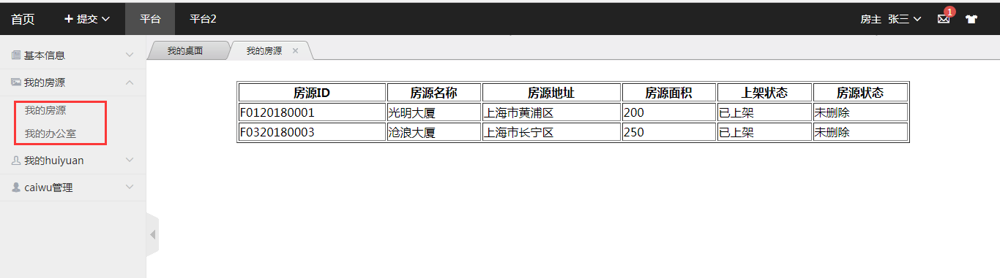 首页 提交 平台 平台2 房主 张三 1
基本信息
我的房源
我的房源
我的办公室
我的huiyuan
caiwu管理
我的桌面 我的房源
房源ID 房源名称 房源地址 房源面积 上架状态 房源状态
F0120180001 光明大厦 上海市黄浦区 200 已上架 未删除
F0320180003 沧浪大厦 上海市长宁区 250 已上架 未删除